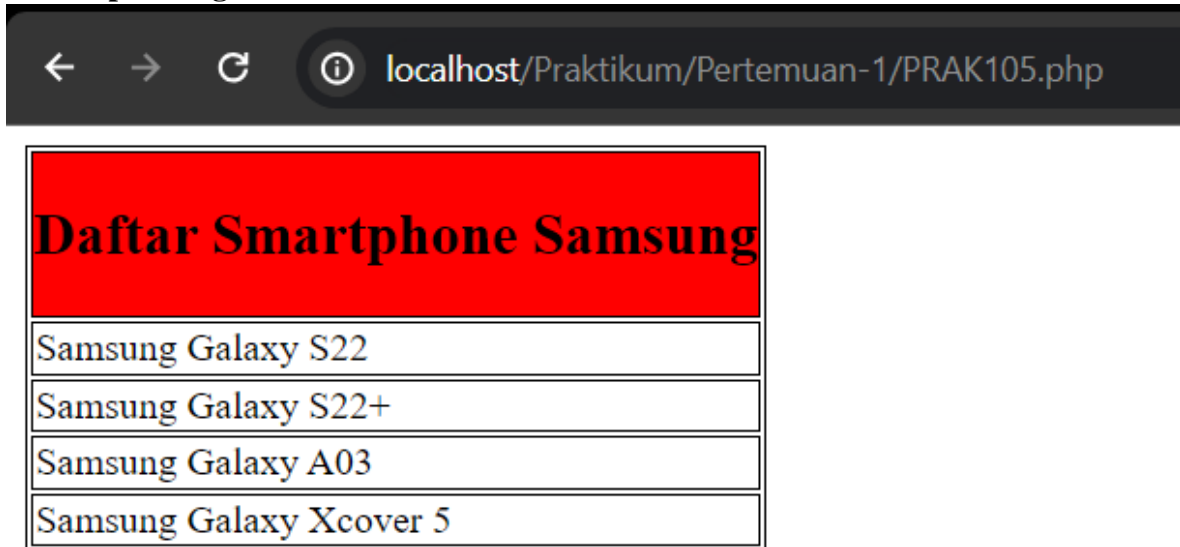 localhost/Praktikum/Pertemuan-1/PRAK105.php
Daftar Smartphone Samsung
Samsung Galaxy S22
Samsung Galaxy S22+
Samsung Galaxy A03
Samsung Galaxy Xcover 5